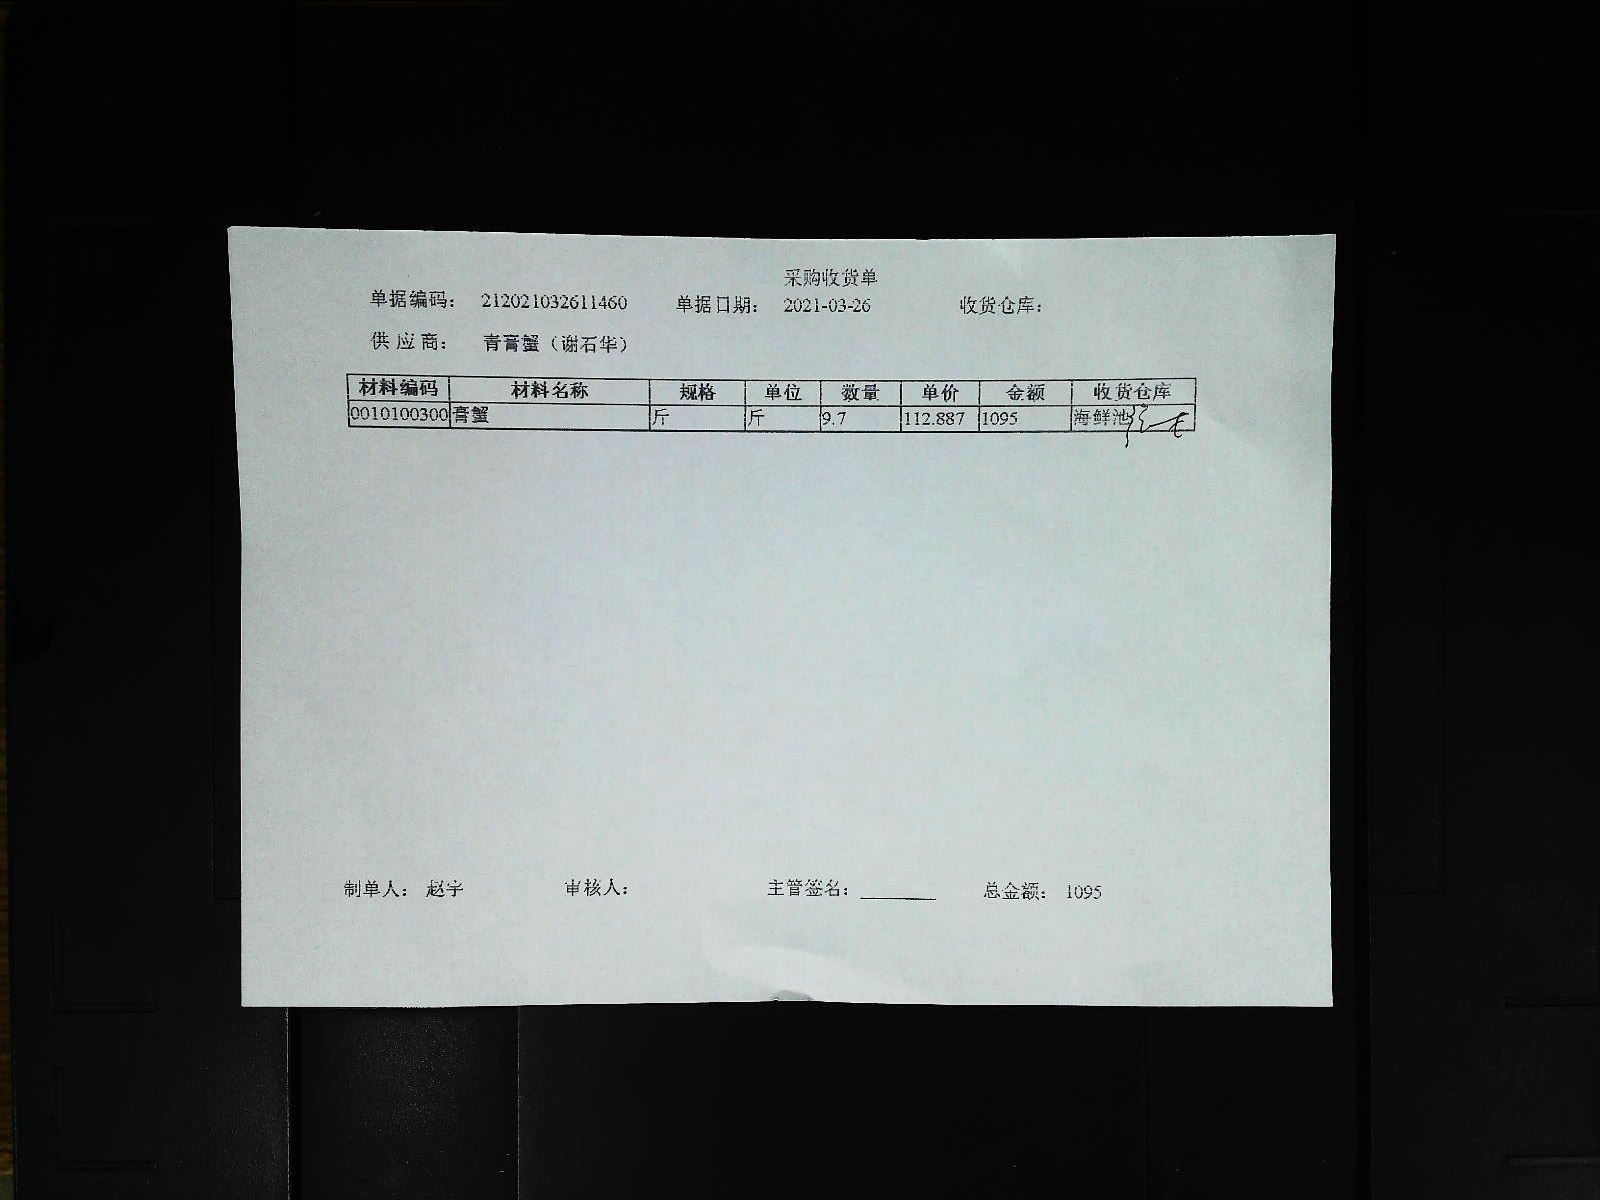 采购收货单
单据编码： 212021032611460 单据日期： 2021-03-26 收货仓库：
供应商： 青膏蟹（谢石华）
材料编码 材料名称 规格 单位 数量 单价 金额 收货仓库
0010100300 膏蟹 斤 斤 9.7 112.887 1095 海鲜池
制单人： 赵宇 审核人： 主管签名： 总金额： 1095